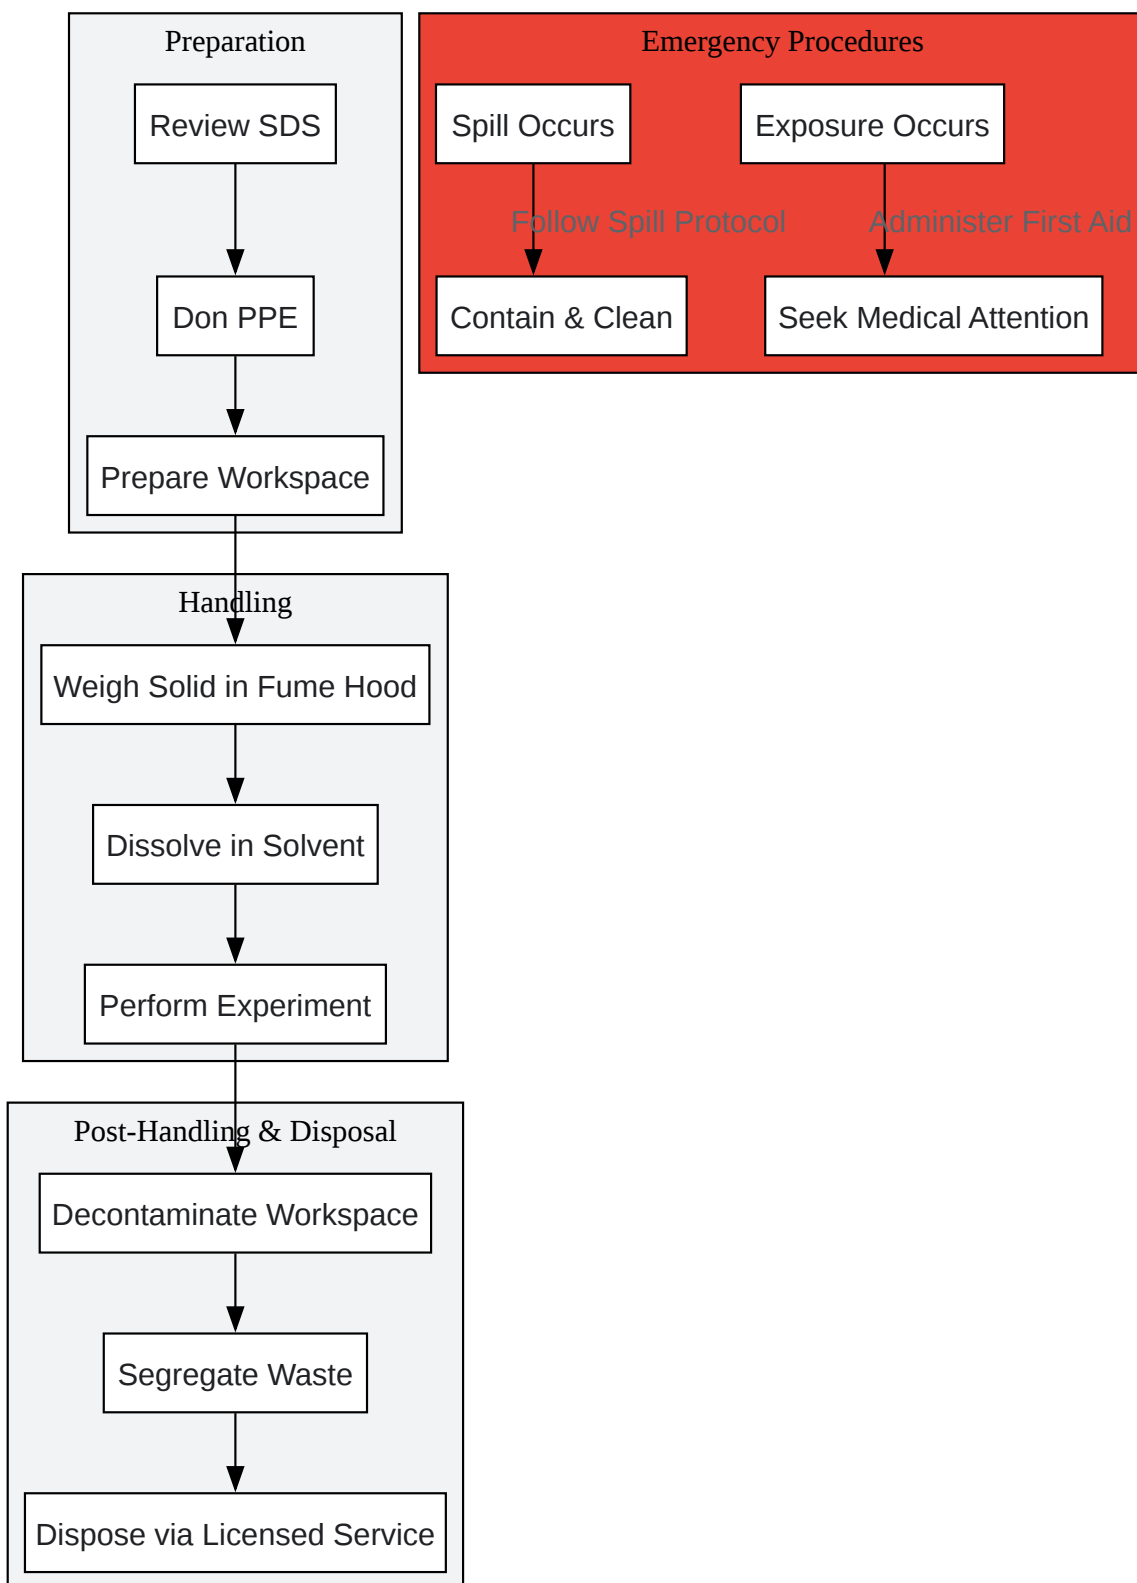 Preparation
Review SDS
Don PPE
Prepare Workspace
Emergency Procedures
Spill Occurs
Exposure Occurs
Follow Spill Protocol
Administer First Aid
Contain & Clean
Seek Medical Attention
Handling
Weigh Solid in Fume Hood
Dissolve in Solvent
Perform Experiment
Post-Handling & Disposal
Decontaminate Workspace
Segregate Waste
Dispose via Licensed Service